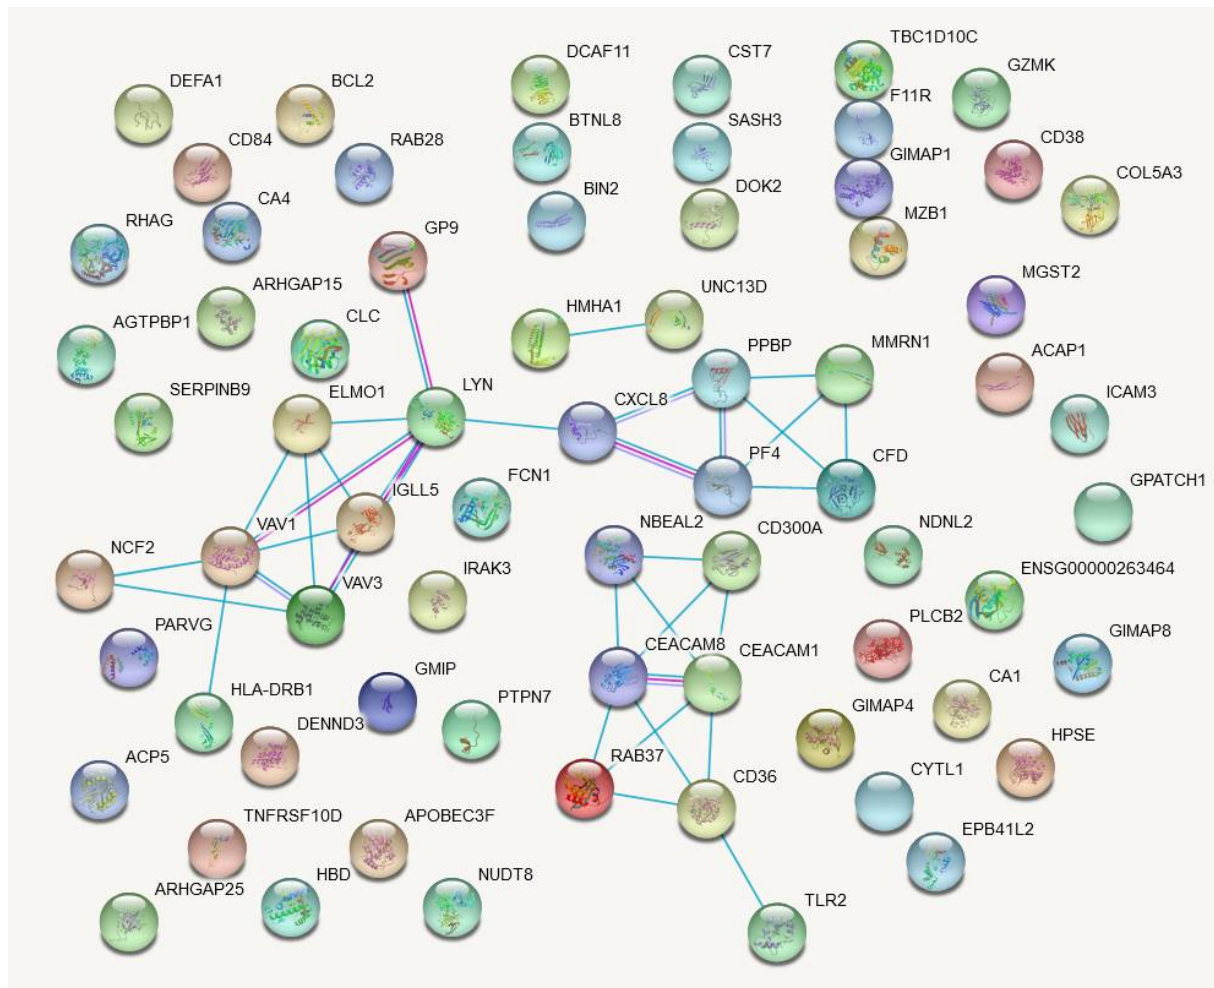 TBC1D10C
DCAF11
CST7
GZMK
DEFA1
BCL2
F11R
BTNL8
SASH3
CD84
RAB28
GIMAP1
CD38
COL5A3
BIN2
DOK2
CA4
MZB1
RHAG
GP9
MGST2
UNC13D
ARHGAP15
HMHA1
AGTPBP1
CLC
PPBP
MMRN1
ACAP1
LYN
ICAM3
SERPINB9
ELMO1
CXCL8
PF4
CFD
IGLL5
FCN1
GPATCH1
VAV1
NBEAL2
CD300A
NDNL2
NCF2
IRAK3
ENSG00000263464
VAV3
PLCB2
PARVG
GIMAP8
CEACAM8
CEACAM1
GMIP
CA1
HLA-DRB1
PTPN7
GIMAP4
DENND3
HPSE
RAB37
CD36
ACP5
CYTL1
TNFRSF10D
APOBEC3F
EPB41L2
HBD
NUDT8
ARHGAP25
TLR2